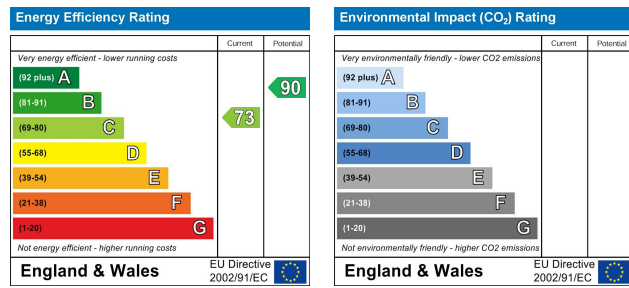 Energy Efficiency Rating
Current Potential
Very energy efficient - lower running costs
(92 plus) A
(81-91) B
(69-80) C
(55-68) D
(39-54) E
(21-38) F
(1-20) G
73
90
Not energy efficient - higher running costs
England & Wales
EU Directive
2002/91/EC
Environmental Impact (CO₂) Rating
Current Potential
Very environmentally friendly - lower CO2 emissions
(92 plus) A
(81-91) B
(69-80) C
(55-68) D
(39-54) E
(21-38) F
(1-20) G
Not environmentally friendly - higher CO2 emissions
England & Wales
EU Directive
2002/91/EC